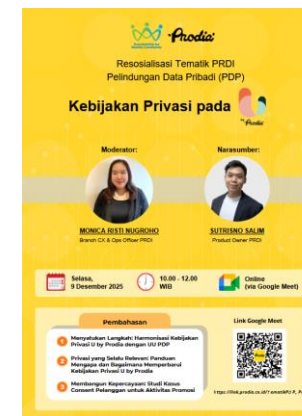 Prodia
Resosialisasi Tematik PRDI
Pelindungan Data Pribadi (PDP)
Kebijakan Privasi pada
by Prodia
Moderator:
Narasumber:
MONICA RISTI NUGROHO
SUTRISNO SALIM
Branch CX & Ops Officer PRDI
Product Owner PRDI
Selasa,
9 Desember 2025
10.00 - 12.00
WIB
Online
(via Google Meet)
Pembahasan
Link Google Meet
1 Menyatukan Langkah: Harmonisasi Kebijakan
Privasi U by Prodia dengan UU PDP
2 Privasi yang Selalu Relevan: Panduan
Mengapa dan Bagaimana Memperbarui
Kebijakan Privasi U by Prodia
3 Membangun Kepercayaan: Studi Kasus
Consent Pelanggan untuk Aktivitas Promosi